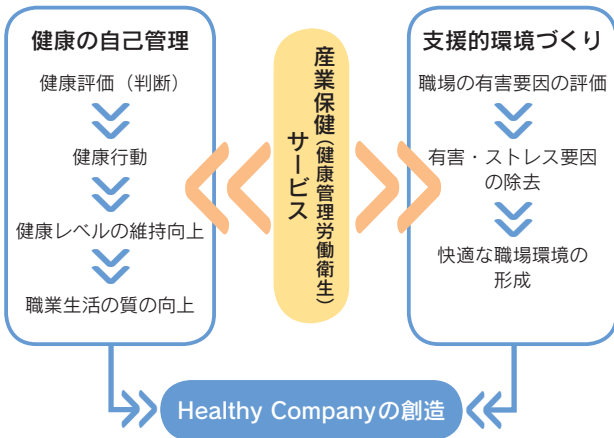 健康の自己管理
健康評価（判断）
健康行動
健康レベルの維持向上
職業生活の質の向上
産業保健（健康管理労働衛生）
サービス
支援的環境づくり
職場の有害要因の評価
有害・ストレス要因
の除去
快適な職場環境の
形成
Healthy Companyの創造